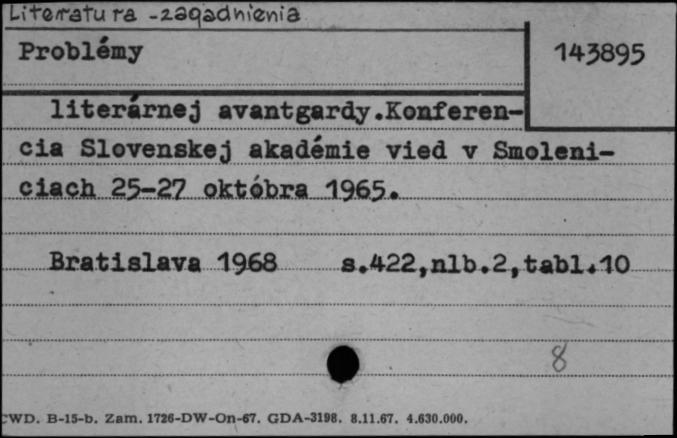 Literatura - zagadnienia
Problémy
143895
literárnej avantgardy.Konferen-
cia Slovenskej akadémie vied v Smoleni-
ciach 25-27 októbra 1965.
Bratislava 1968 s.422,nlb.2,tabl.10
8
CWD. B-15-b. Zam. 1726-DW-On-67. GDA-3198. 8.11.67. 4.630.000.